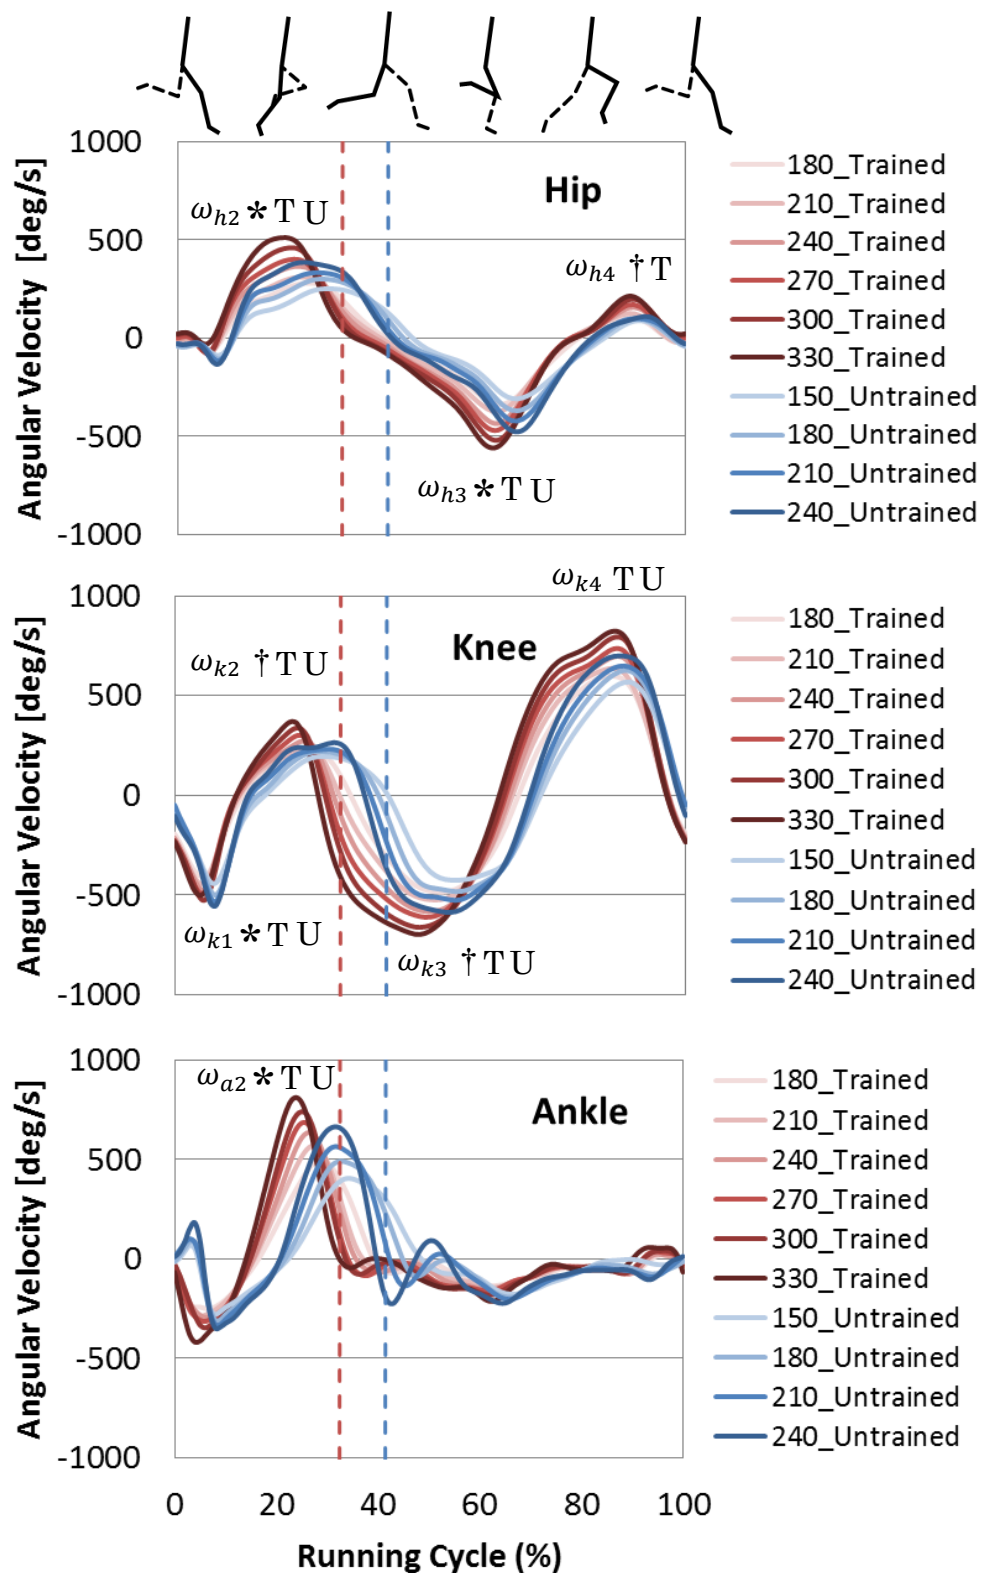 1000
500
0
-500
-1000
Angular Velocity [deg/s]
Hip
ωh2 * T U
ωh4 † T
ωh3 * T U
180_Trained
210_Trained
240_Trained
270_Trained
300_Trained
330_Trained
150_Untrained
180_Untrained
210_Untrained
240_Untrained
1000
500
0
-500
-1000
Angular Velocity [deg/s]
Knee
ωk4 T U
ωk2 † T U
ωk1 * T U
ωk3 † T U
180_Trained
210_Trained
240_Trained
270_Trained
300_Trained
330_Trained
150_Untrained
180_Untrained
210_Untrained
240_Untrained
1000
500
0
-500
-1000
Angular Velocity [deg/s]
Ankle
ωa2 * T U
180_Trained
210_Trained
240_Trained
270_Trained
300_Trained
330_Trained
150_Untrained
180_Untrained
210_Untrained
240_Untrained
0 20 40 60 80 100
Running Cycle (%)